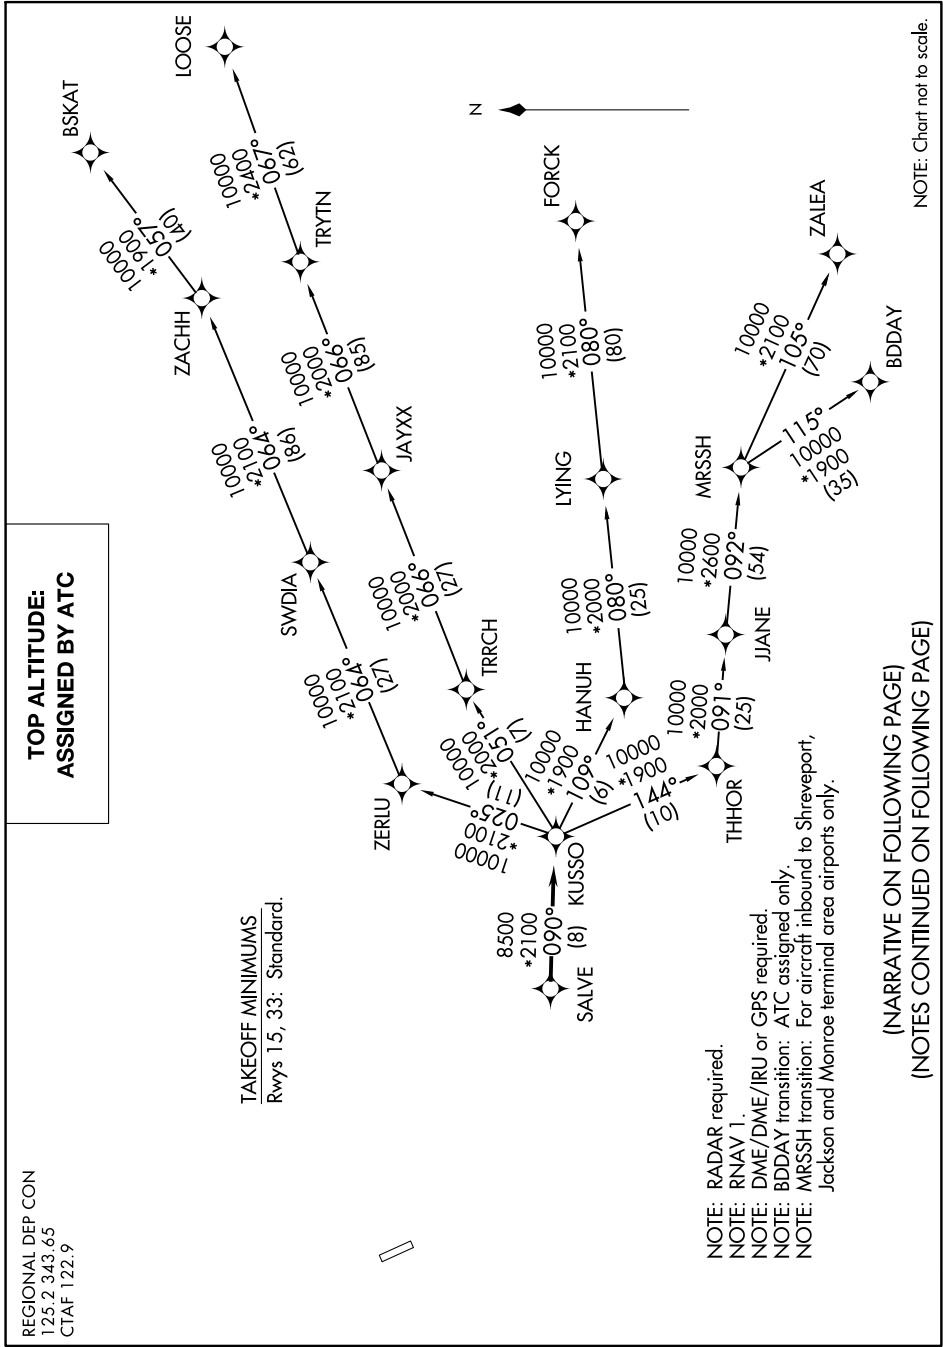 REGIONAL DEP CON
125.2 343.65
CTAF 122.9
TOP ALTITUDE:
ASSIGNED BY ATC
TAKEOFF MINIMUMS
Rwys 15, 33: Standard.
BSKAT
10000
*1900
057°
(40)
ZACHH
10000
*2100
064°
(86)
SWDIA
10000
*2100
064°
(27)
ZERLU
10000
*2100
025°
(11)
LOOSE
10000
*2400
067°
(62)
TRYTN
10000
*2000
066°
(85)
JAYXX
10000
*2000
066°
(27)
TRRCH
10000
*2000
051°
(7)
N
SALVE
8500
*2100
090°
(8)
KUSSO
10000
*1900
109°
(6)
HANUH
10000
*2000
080°
(25)
LYING
10000
*2100
080°
(80)
FORCK
10000
*1900
144°
(10)
THHOR
10000
*2000
091°
(25)
JJANE
10000
*2600
092°
(54)
MRSSH
10000
*2100
105°
(70)
ZALEA
115°
10000
*1900
(35)
BDDAY
NOTE: RADAR required.
NOTE: RNAV 1.
NOTE: DME/DME/IRU or GPS required.
NOTE: BDDAY transition: ATC assigned only.
NOTE: MRSSH transition: For aircraft inbound to Shreveport,
Jackson and Monroe terminal area airports only.
NOTE: Chart not to scale.
(NARRATIVE ON FOLLOWING PAGE)
(NOTES CONTINUED ON FOLLOWING PAGE)